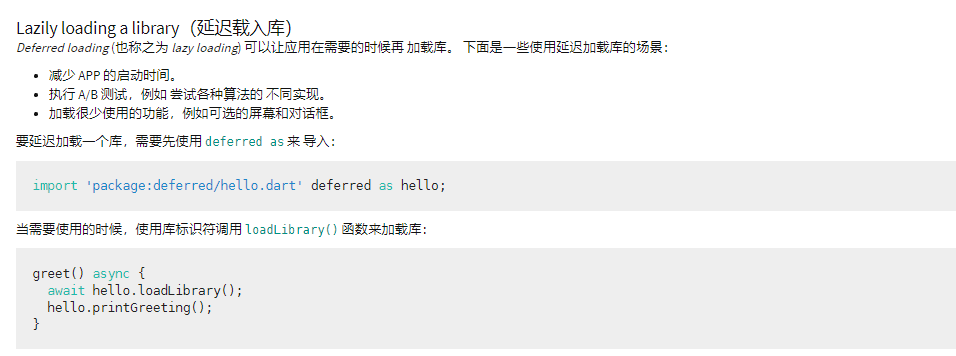 Lazily loading a library（延迟载入库）
Deferred loading (也称之为 lazy loading) 可以让应用在需要的时候再 加载库。 下面是一些使用延迟加载库的场景：
• 减少 APP 的启动时间。
• 执行 A/B 测试，例如 尝试各种算法的 不同实现。
• 加载很少使用的功能，例如可选的屏幕和对话框。
要延迟加载一个库，需要先使用 deferred as 来 导入：
import 'package:deferred/hello.dart' deferred as hello;
当需要使用的时候，使用库标识符调用 loadLibrary() 函数来加载库：
greet() async {
  await hello.loadLibrary();
  hello.printGreeting();
}